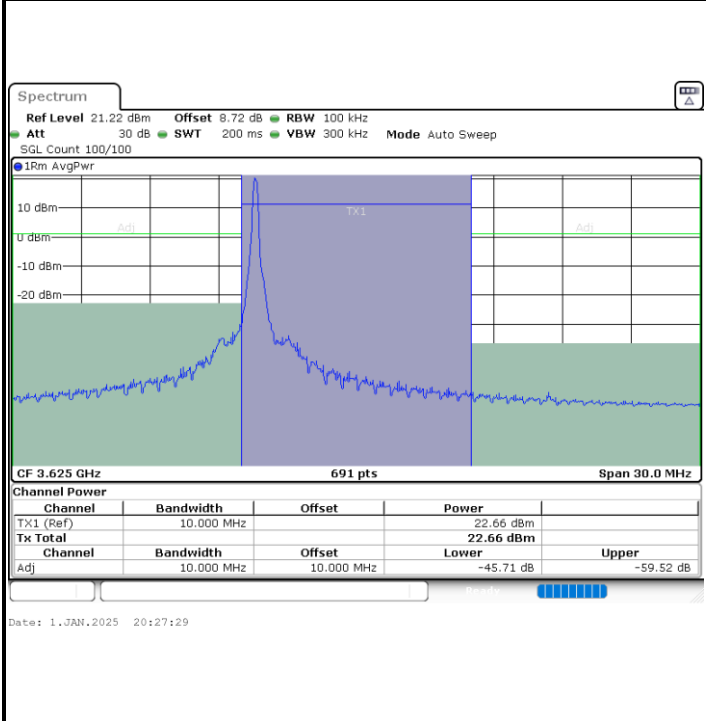 Spectrum
Ref Level 21.22 dBm Offset 8.72 dB RBW 100 kHz
Att 30 dB SWT 200 ms VBW 300 kHz Mode Auto Sweep
SGL Count 100/100
1Rm AvgPwr
10 dBm
TX1
Adj Adj
0 dBm
-10 dBm
-20 dBm
CF 3.625 GHz 691 pts Span 30.0 MHz
Channel Power
Channel Bandwidth Offset Power
TX1 (Ref) 10.000 MHz 22.66 dBm
Tx Total 22.66 dBm
Channel Bandwidth Offset Lower Upper
Adj 10.000 MHz 10.000 MHz -45.71 dB -59.52 dB
Ready
Date: 1.JAN.2025 20:27:29